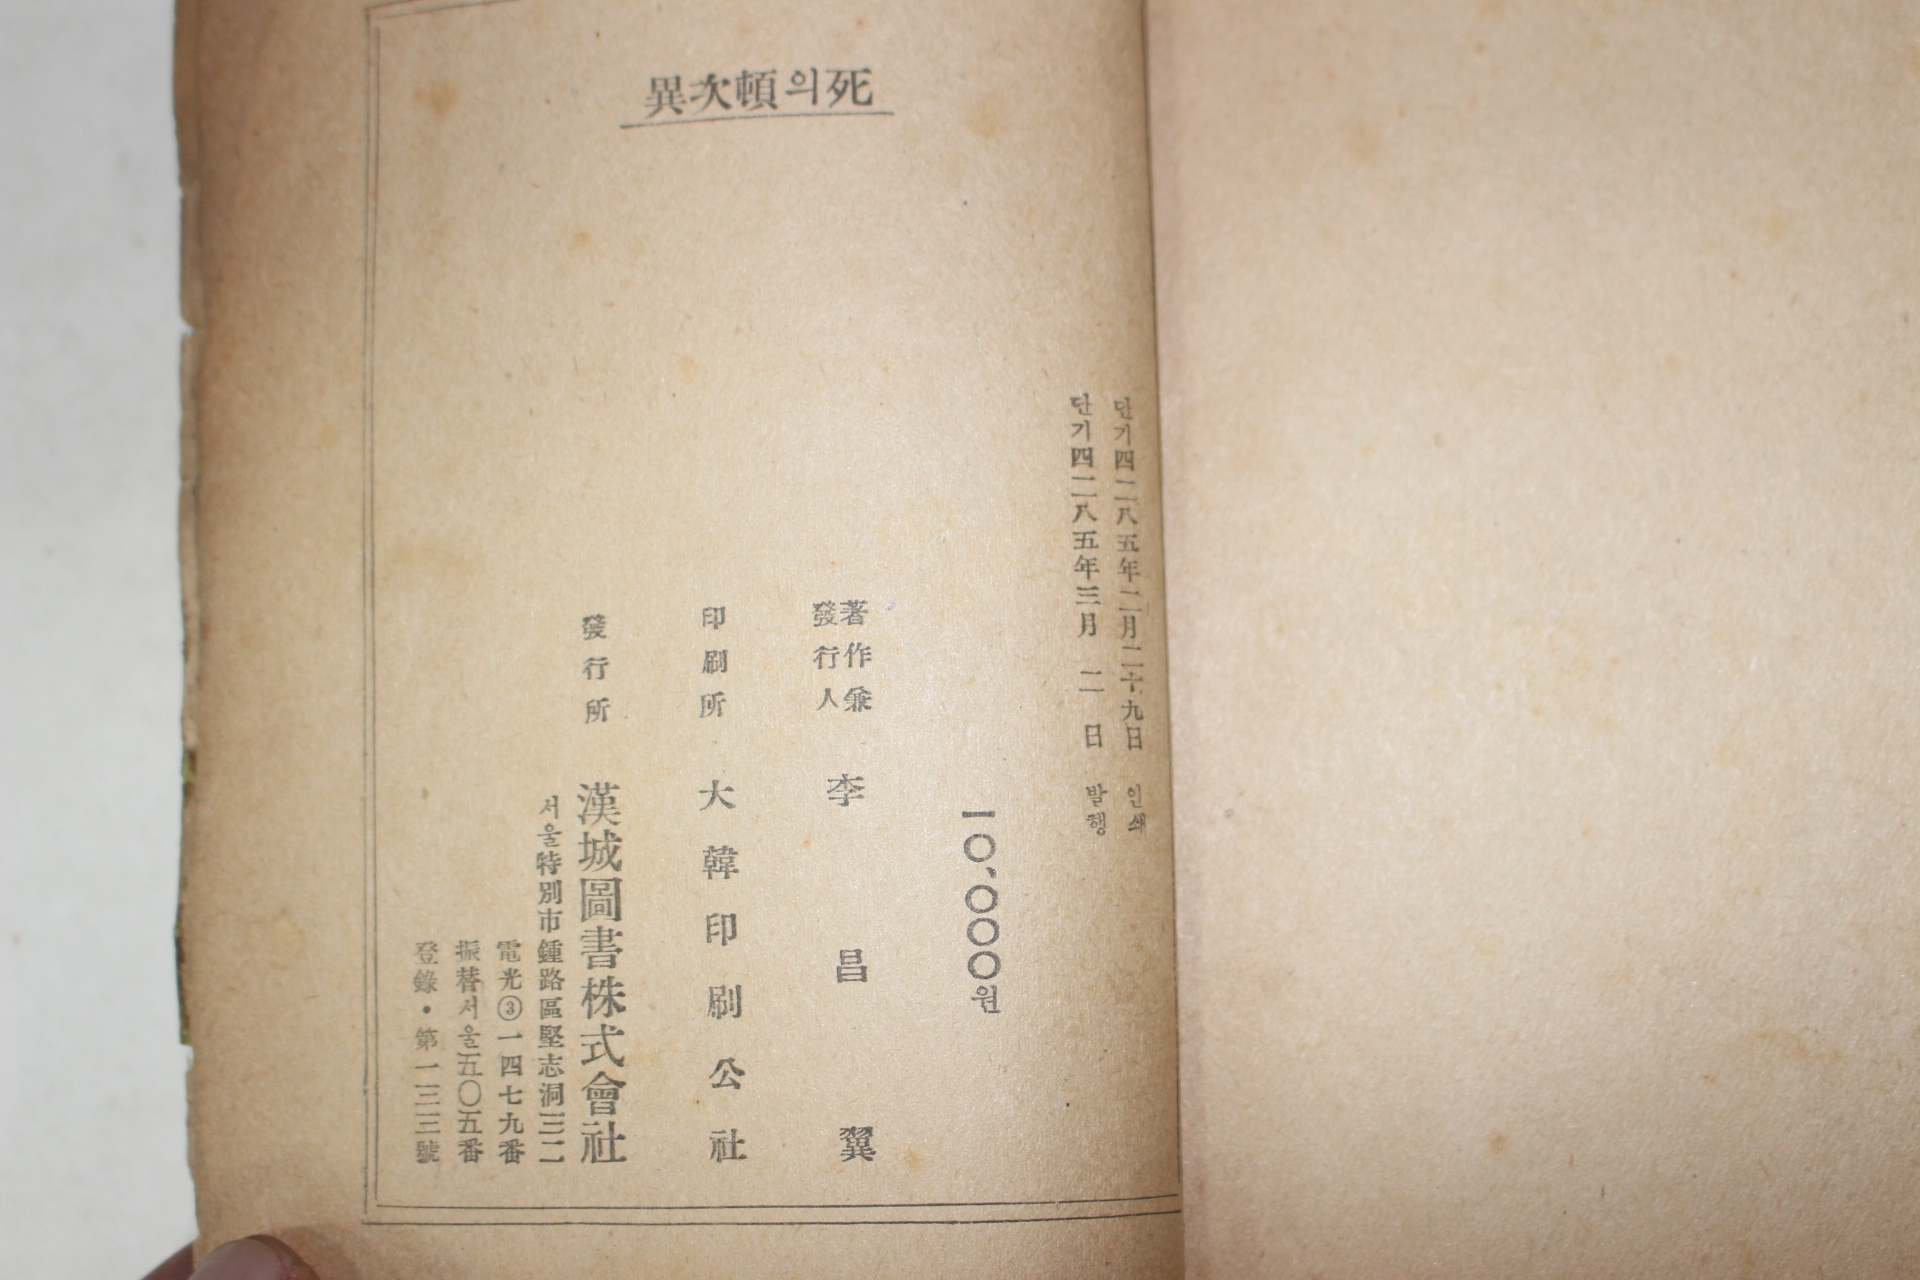 異次頓의死
단기四二八五年二月二十九日 인쇄
단기四二八五年三月 二 日 발행
一〇,〇〇〇원
著作兼
發行人 李昌翼
印刷所 大韓印刷公社
發行所 漢城圖書株式會社
서울特別市鍾路區堅志洞三二
電光③一四七九番
振替서울五〇五番
登錄・第一三三號